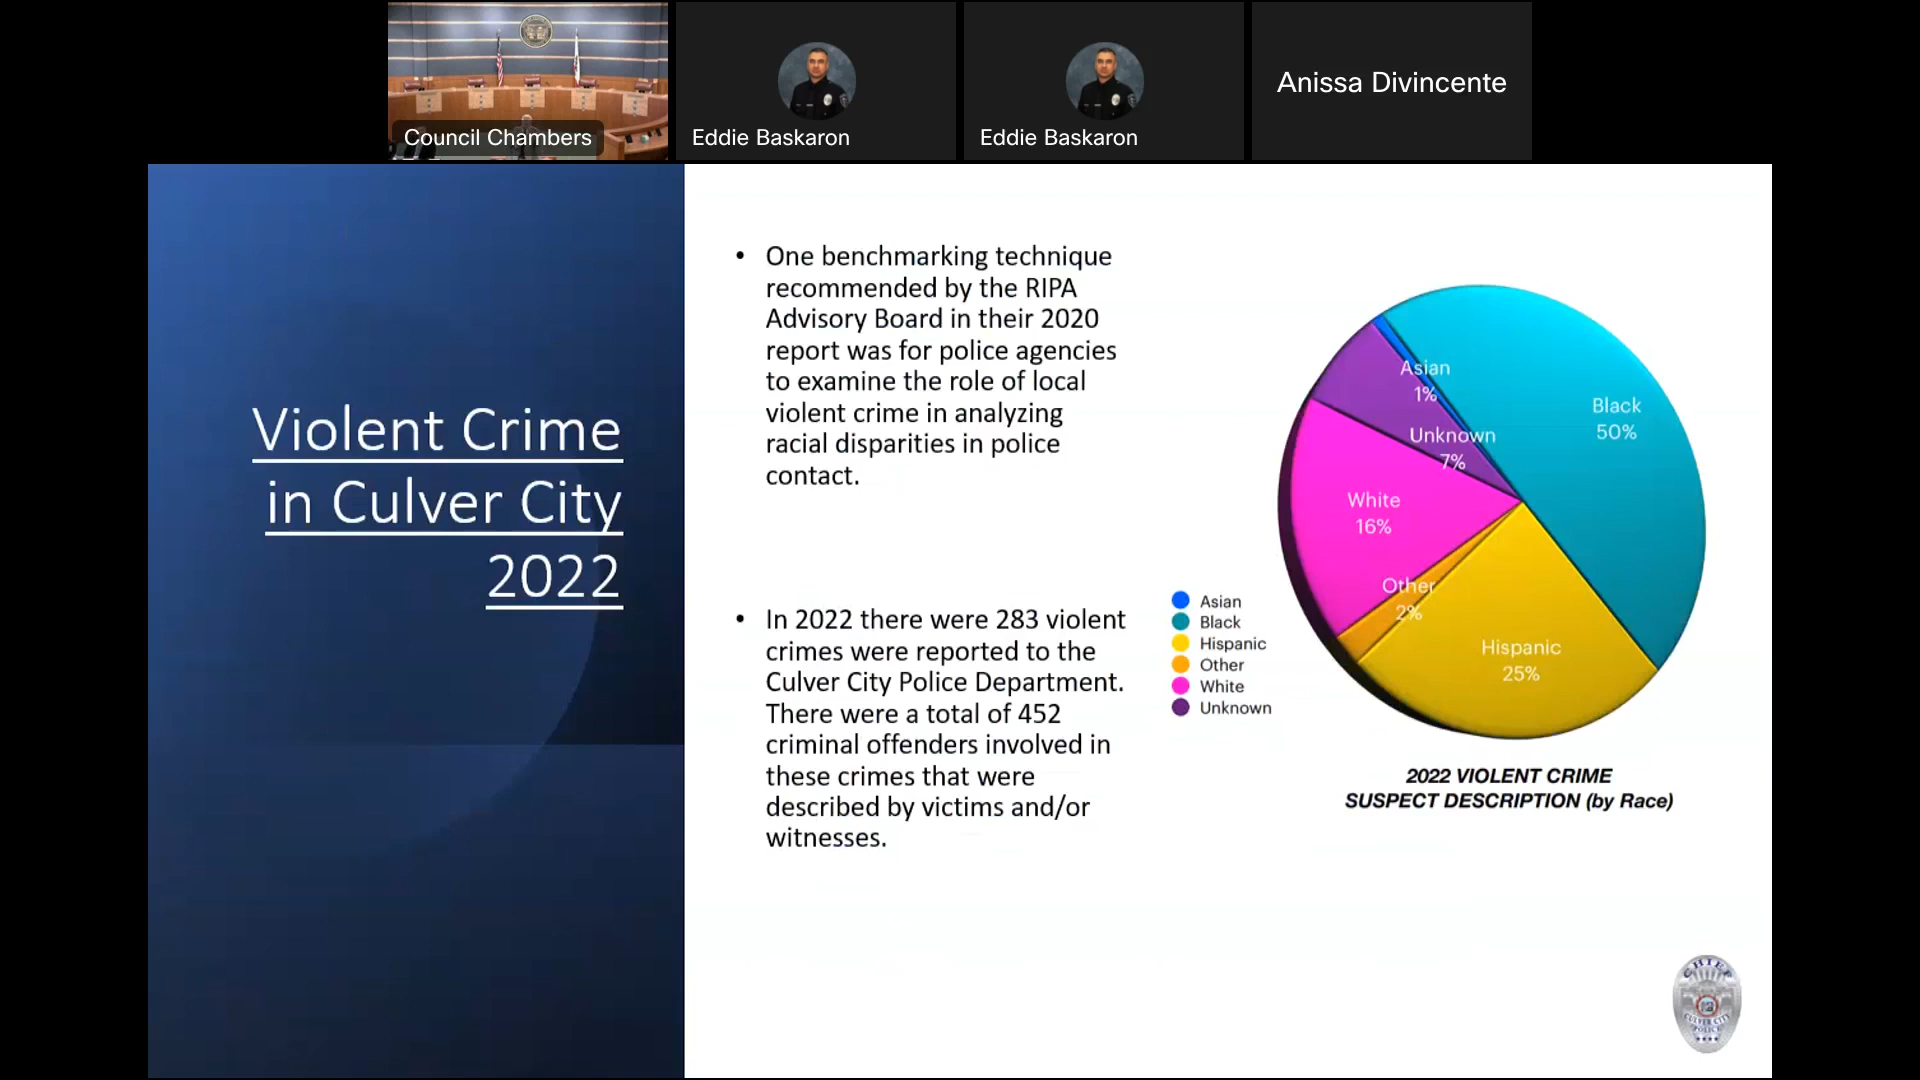 Council Chambers
Eddie Baskaron
Eddie Baskaron
Anissa Divincente
Violent Crime
in Culver City
2022
• One benchmarking technique
recommended by the RIPA
Advisory Board in their 2020
report was for police agencies
to examine the role of local
violent crime in analyzing
racial disparities in police
contact.
• In 2022 there were 283 violent
crimes were reported to the
Culver City Police Department.
There were a total of 452
criminal offenders involved in
these crimes that were
described by victims and/or
witnesses.
Asian
Black
Hispanic
Other
White
Unknown
Asian
1%
Black
50%
Unknown
7%
White
16%
Other
2%
Hispanic
25%
2022 VIOLENT CRIME
SUSPECT DESCRIPTION (by Race)
CHIEF
CULVER CITY
POLICE